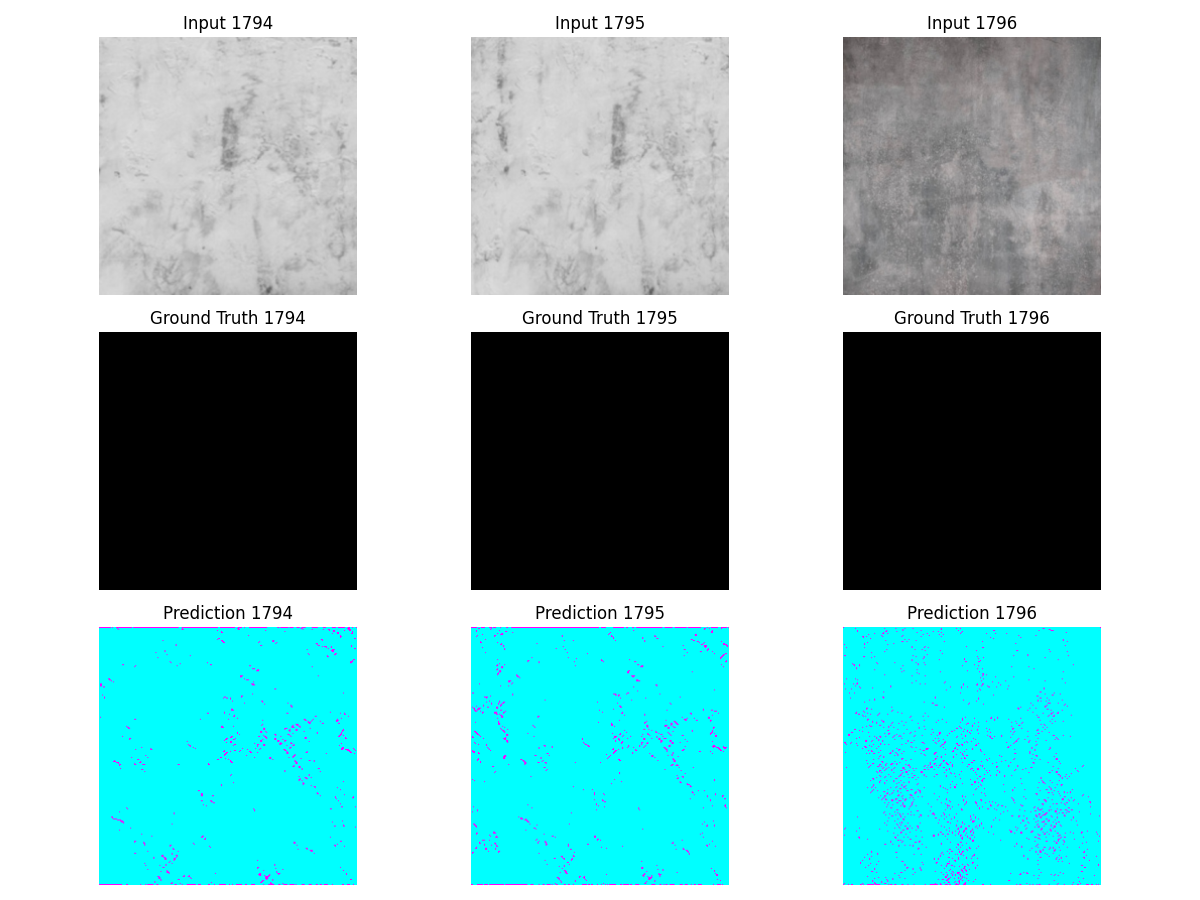 Input 1794
Input 1795
Input 1796
Ground Truth 1794
Ground Truth 1795
Ground Truth 1796
Prediction 1794
Prediction 1795
Prediction 1796